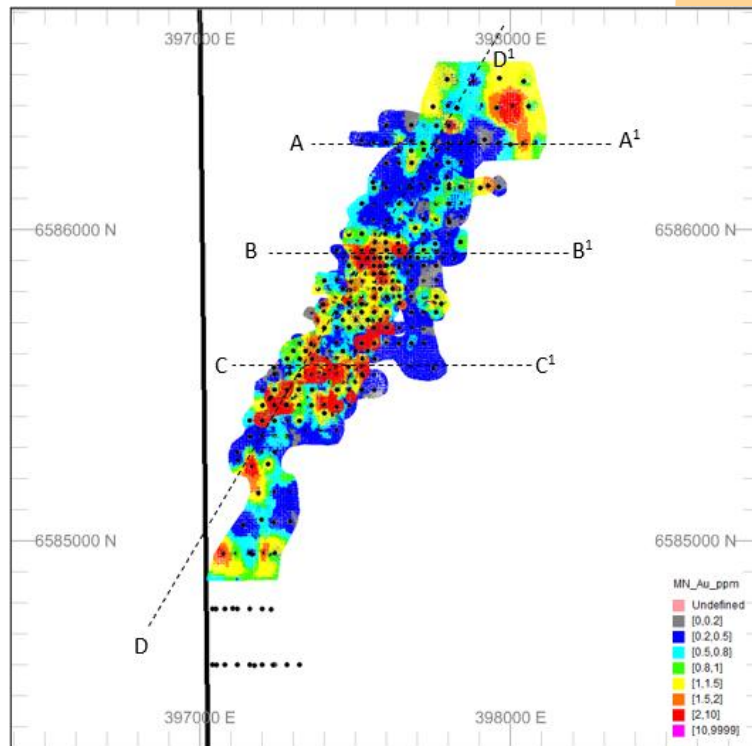 397000 E 398000 E
D¹
A A¹
6586000 N 6586000 N
B B¹
C C¹
6585000 N 6585000 N
D
397000 E 398000 E
MN_Au_ppm
Undefined
[0,0.2]
[0.2,0.5]
[0.5,0.8]
[0.8,1]
[1,1.5]
[1.5,2]
[2,10]
[10,9999]